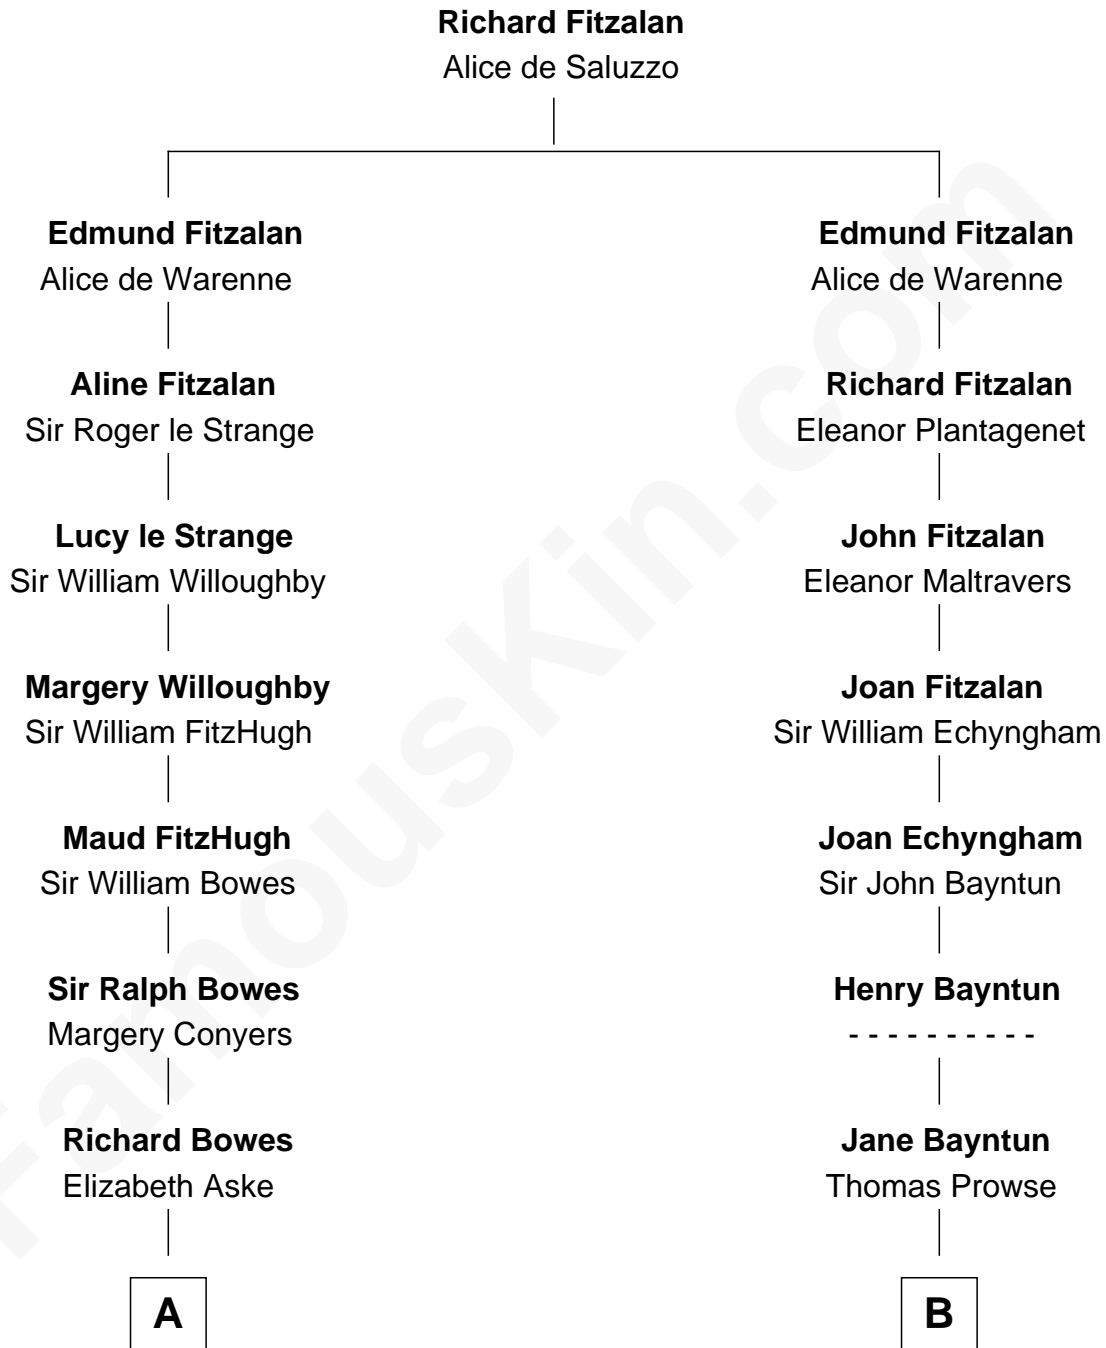 Richard Fitzalan
Alice de Saluzzo
Edmund Fitzalan
Alice de Warenne
Edmund Fitzalan
Alice de Warenne
Aline Fitzalan
Sir Roger le Strange
Richard Fitzalan
Eleanor Plantagenet
Lucy le Strange
Sir William Willoughby
John Fitzalan
Eleanor Maltravers
Margery Willoughby
Sir William FitzHugh
Joan Fitzalan
Sir William Echyngham
Maud FitzHugh
Sir William Bowes
Joan Echyngham
Sir John Bayntun
Sir Ralph Bowes
Margery Conyers
Henry Bayntun
- - - - - - - - - -
Richard Bowes
Elizabeth Aske
Jane Bayntun
Thomas Prowse
A
B
FamousKin.com